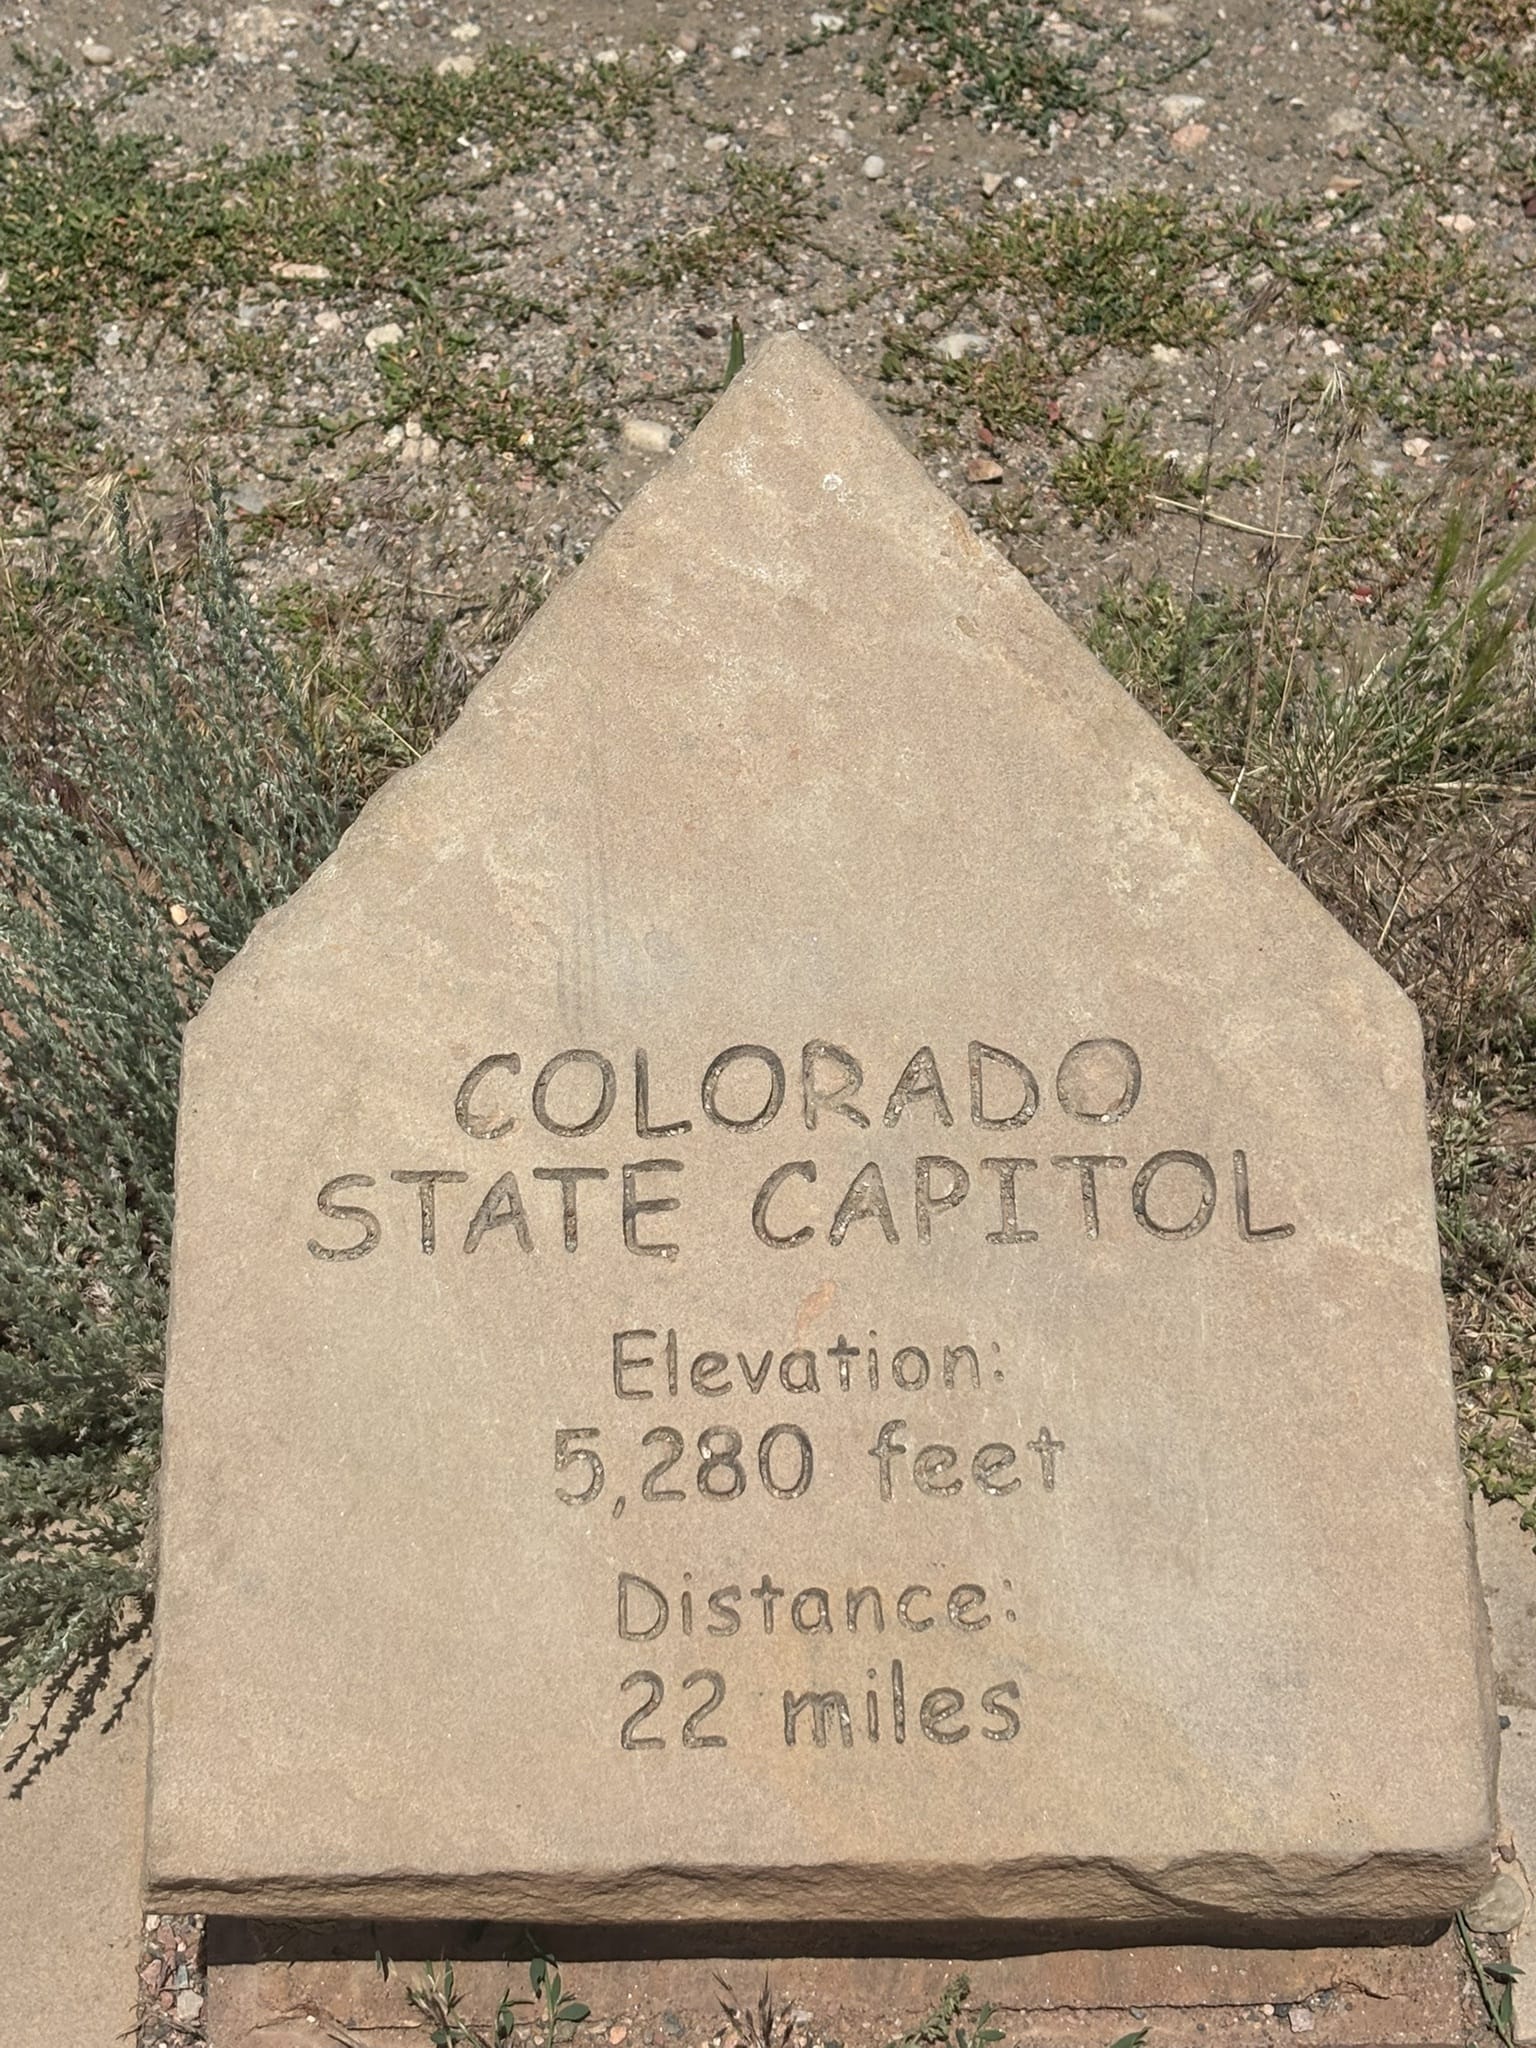 COLORADO
STATE CAPITOL
Elevation:
5,280 feet
Distance:
22 miles